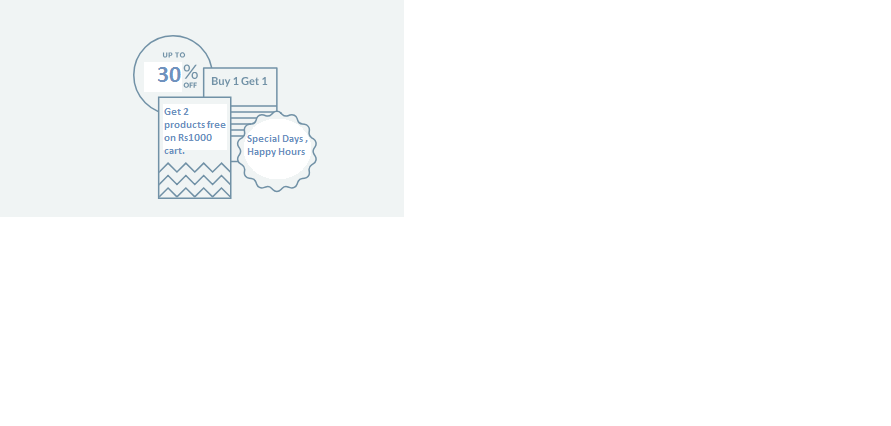 UP TO
30%
OFF
Buy 1 Get 1
Get 2
products free
on Rs1000
cart.
Special Days ,
Happy Hours